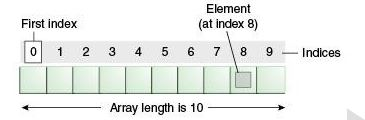 Element
First index
(at index 8)
0 1 2 3 4 5 6 7 8 9 Indices
Array length is 10